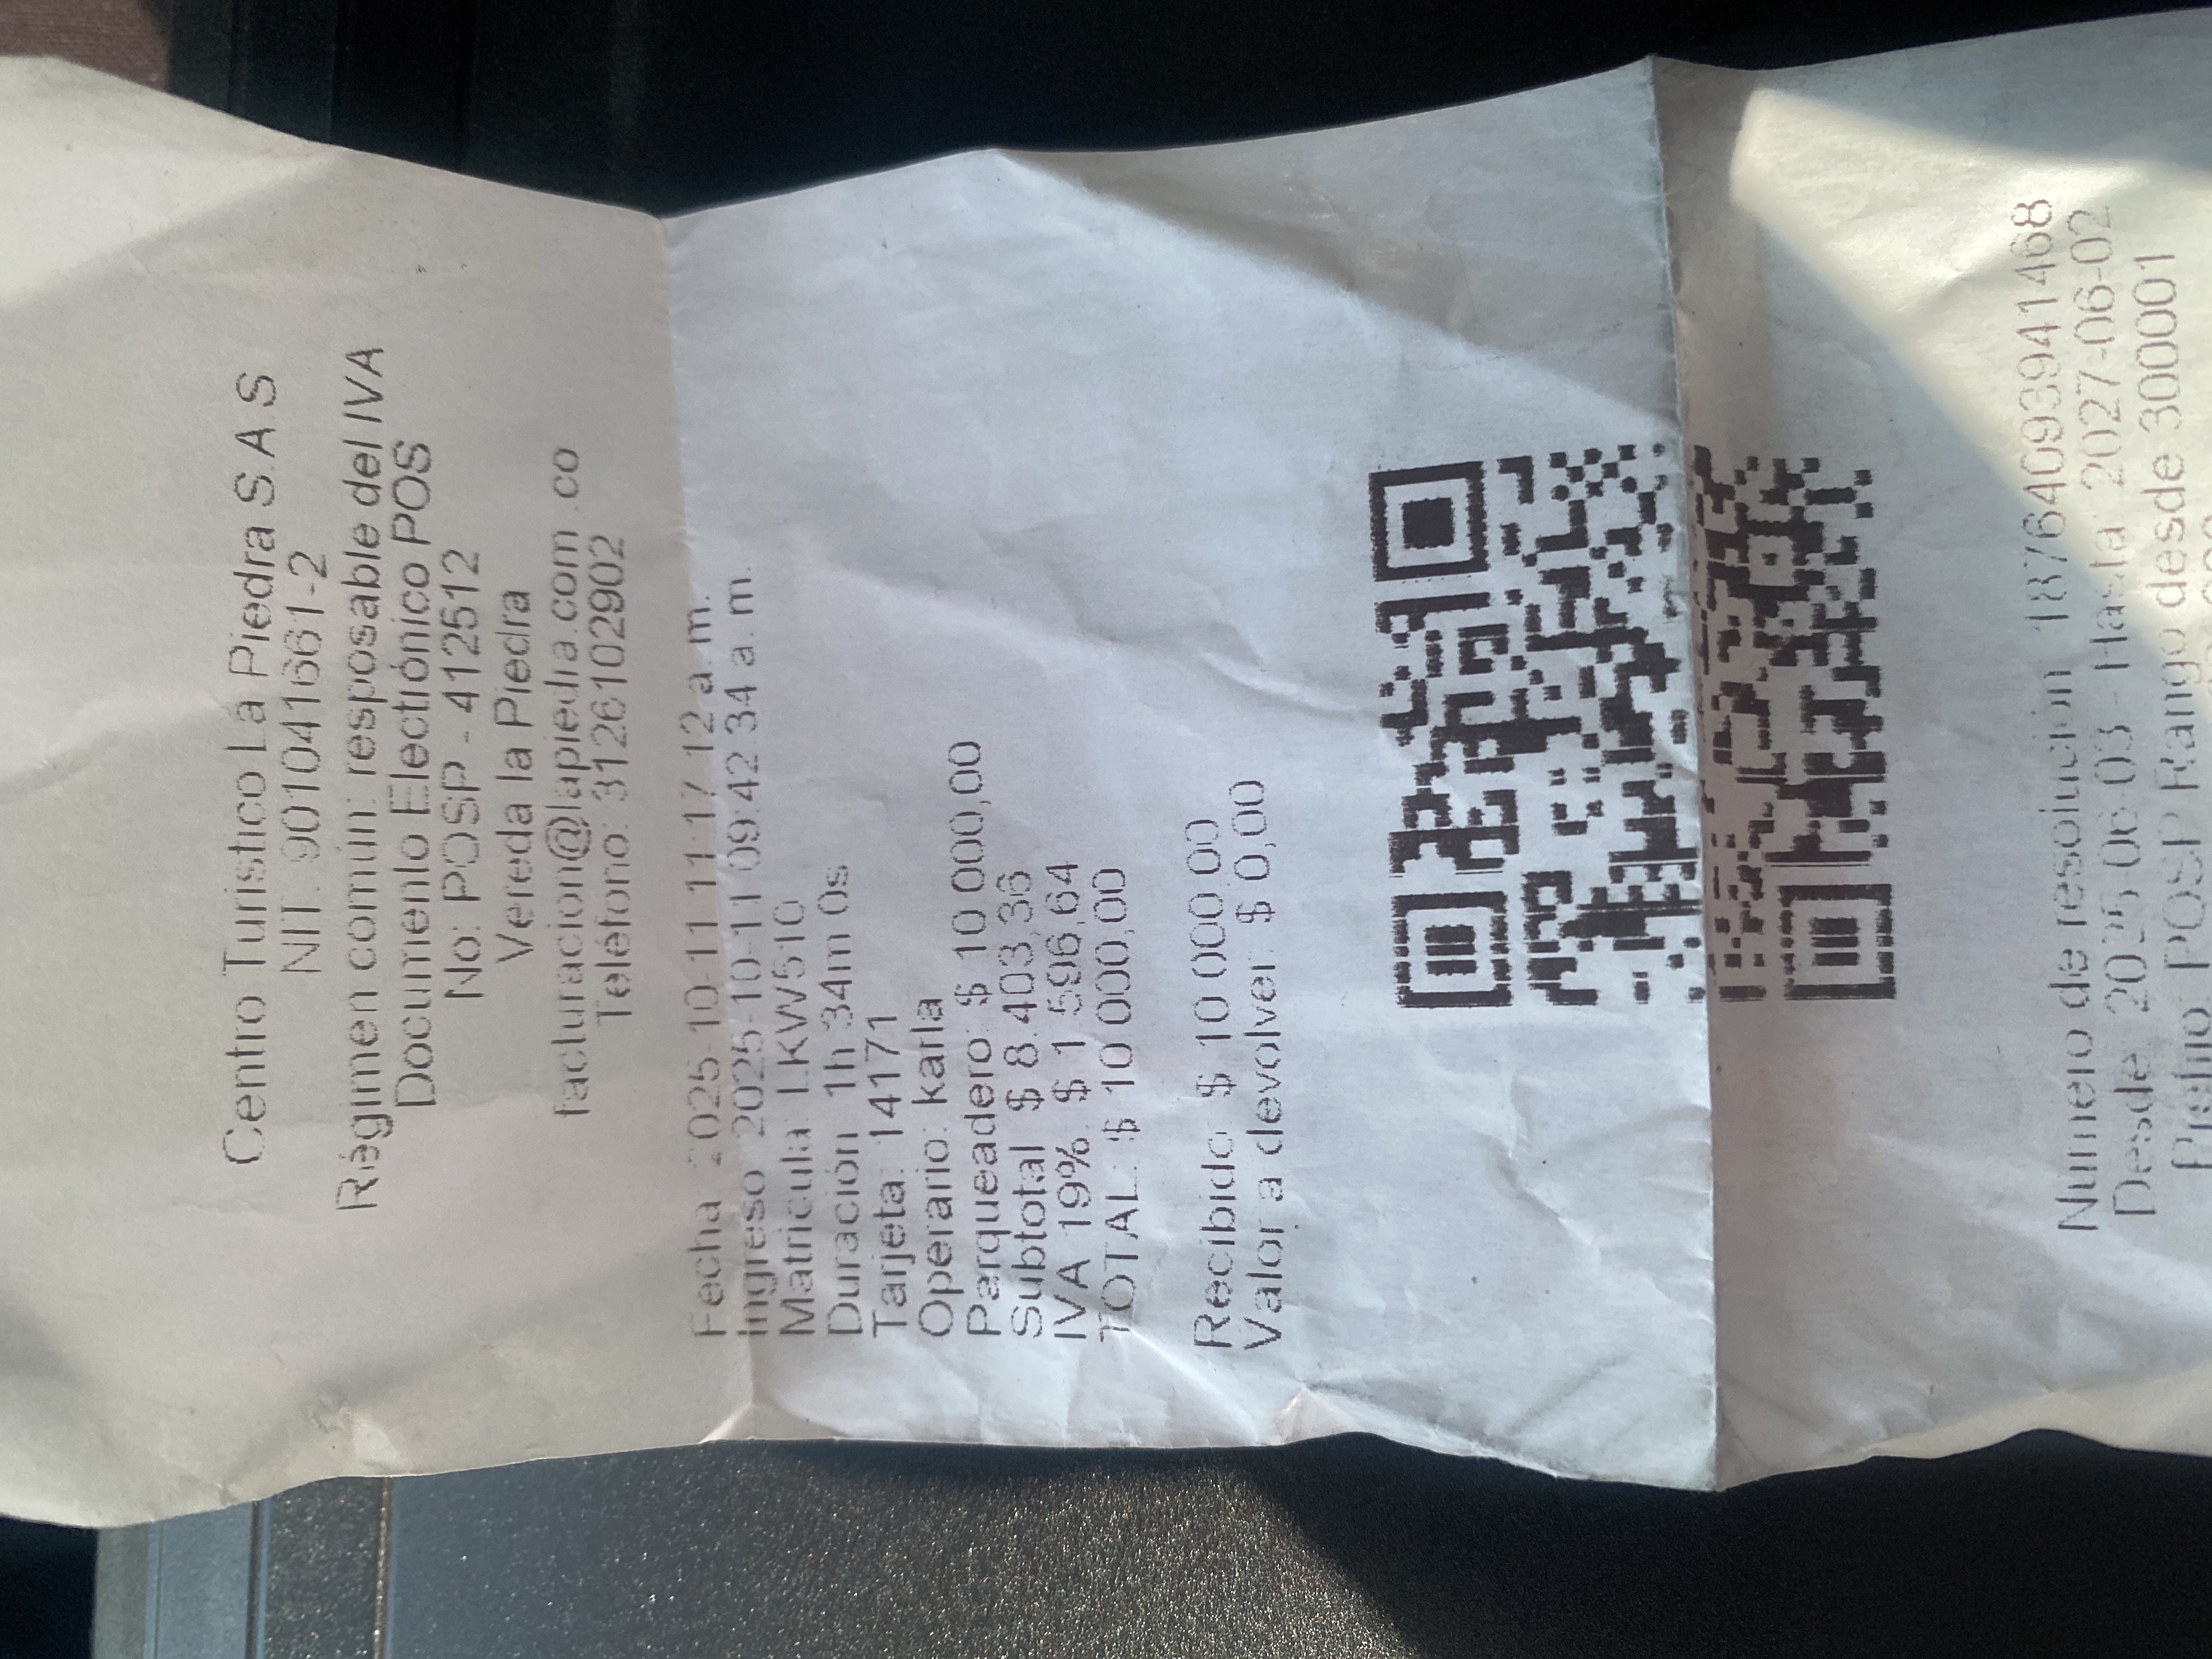 Centro Turistico La Piedra S.A.S
NIT. 901041661-2
Régimen común: resposable del IVA
Documento Electiónico POS
No: POSP - 412512
Vereda la Piedra
facturacion@lapiedra.com.co
Teléfono: 3126102902
Fecha 2025-10-11 11:17:12 a.m.
Ingreso 2025-10-11 09:42:34 a.m.
Matricula: LKW510
Duración 1h 34m 0s
Tarjeta: 14171
Operario: karla
Parqueadero: $ 10 000,00
Subtotal $ 8.403,36
IVA 19% $ 1 596,64
TOTAL: $ 10 000,00
Recibido: $ 10 000,00
Valor a devolver: $ 0,00
Numero de resolución 18764093941468
Desde 2025-06-03 - Hasta 2027-06-02
POSP Rango desde 300001